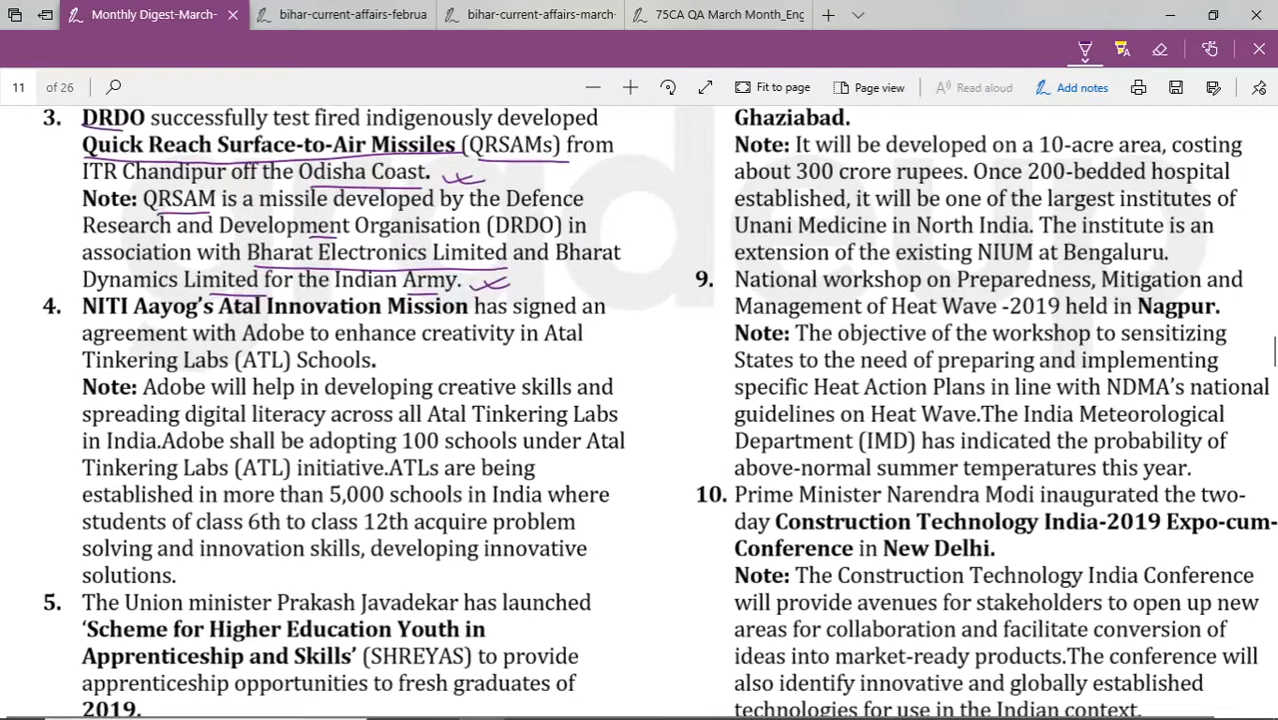 Monthly Digest-March-
bihar-current-affairs-februa
bihar-current-affairs-march-
75CA QA March Month_Eng
11
of 26
Fit to page
Page view
Read aloud
Add notes
3. DRDO successfully test fired indigenously developed
Quick Reach Surface-to-Air Missiles (QRSAMs) from
ITR Chandipur off the Odisha Coast.
Note: QRSAM is a missile developed by the Defence
Research and Development Organisation (DRDO) in
association with Bharat Electronics Limited and Bharat
Dynamics Limited for the Indian Army.
4. NITI Aayog's Atal Innovation Mission has signed an
agreement with Adobe to enhance creativity in Atal
Tinkering Labs (ATL) Schools.
Note: Adobe will help in developing creative skills and
spreading digital literacy across all Atal Tinkering Labs
in India.Adobe shall be adopting 100 schools under Atal
Tinkering Labs (ATL) initiative.ATLs are being
established in more than 5,000 schools in India where
students of class 6th to class 12th acquire problem
solving and innovation skills, developing innovative
solutions.
5. The Union minister Prakash Javadekar has launched
‘Scheme for Higher Education Youth in
Apprenticeship and Skills’ (SHREYAS) to provide
apprenticeship opportunities to fresh graduates of
2019.
Ghaziabad.
Note: It will be developed on a 10-acre area, costing
about 300 crore rupees. Once 200-bedded hospital
established, it will be one of the largest institutes of
Unani Medicine in North India. The institute is an
extension of the existing NIUM at Bengaluru.
9. National workshop on Preparedness, Mitigation and
Management of Heat Wave -2019 held in Nagpur.
Note: The objective of the workshop to sensitizing
States to the need of preparing and implementing
specific Heat Action Plans in line with NDMA's national
guidelines on Heat Wave.The India Meteorological
Department (IMD) has indicated the probability of
above-normal summer temperatures this year.
10. Prime Minister Narendra Modi inaugurated the two-
day Construction Technology India-2019 Expo-cum-
Conference in New Delhi.
Note: The Construction Technology India Conference
will provide avenues for stakeholders to open up new
areas for collaboration and facilitate conversion of
ideas into market-ready products.The conference will
also identify innovative and globally established
technologies for use in the Indian context.
gradeup